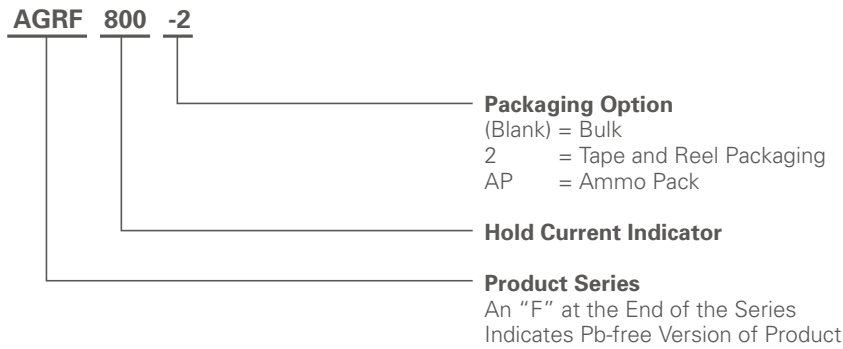 AGRF 800 -2
Packaging Option
(Blank) = Bulk
2 = Tape and Reel Packaging
AP = Ammo Pack
Hold Current Indicator
Product Series
An “F” at the End of the Series
Indicates Pb-free Version of Product